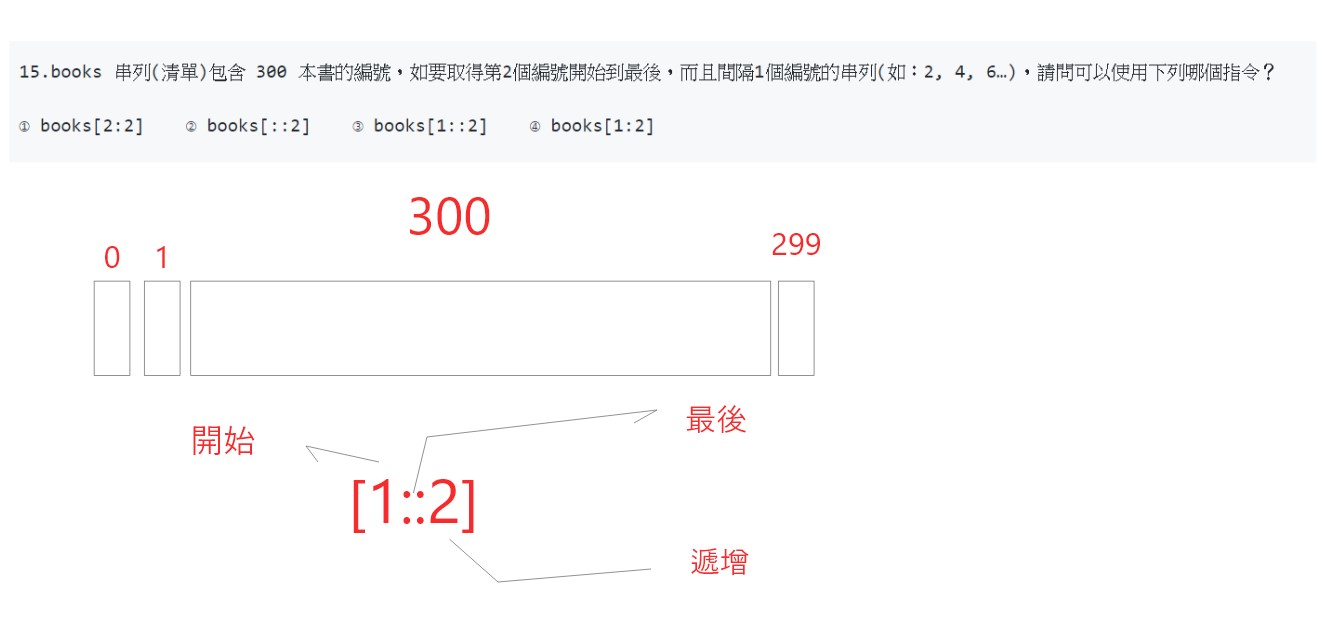 15.books 串列(清單)包含 300 本書的編號，如要取得第2個編號開始到最後，而且間隔1個編號的串列(如：2, 4, 6…)，請問可以使用下列哪個指令？
① books[2:2] ② books[::2] ③ books[1::2] ④ books[1:2]
300
0 1 299
開始 最後
[1::2]
遞增